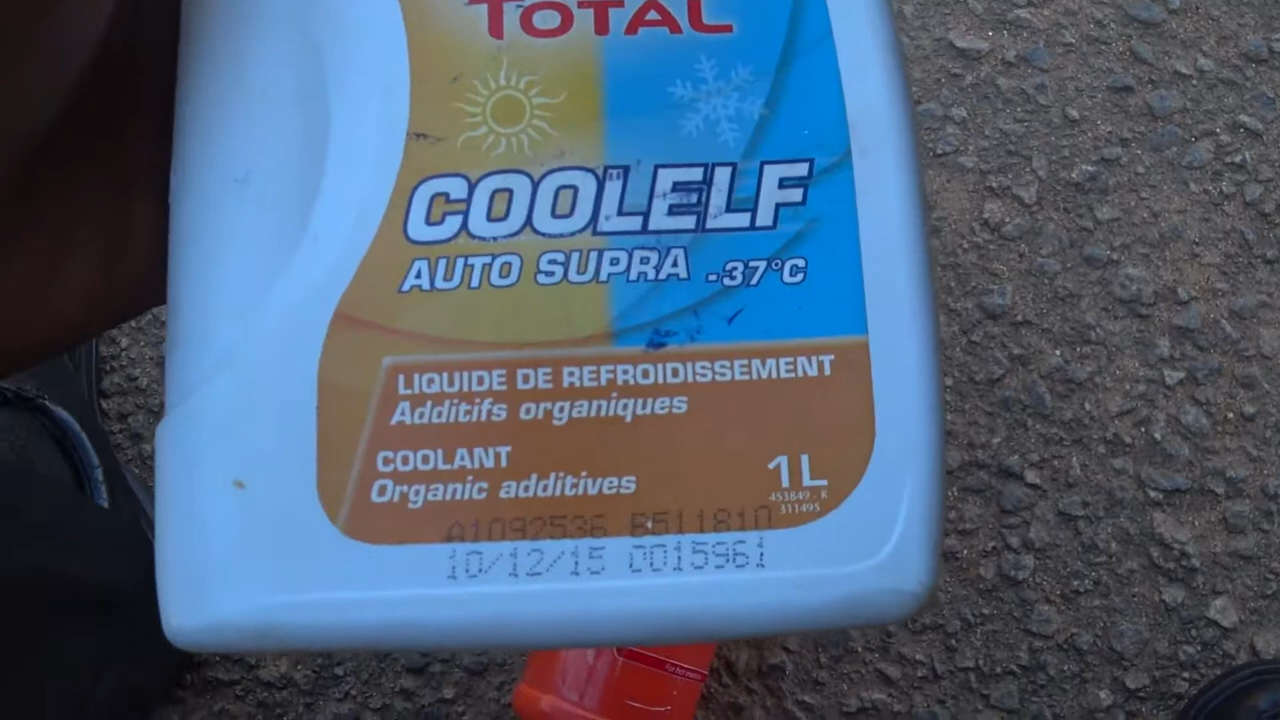 TOTAL
COOLELF
AUTO SUPRA -37°C
LIQUIDE DE REFROIDISSEMENT
Additifs organiques
COOLANT
Organic additives
1L
453849 - R
311495
A1092536 B511810
10/12/15 D015961